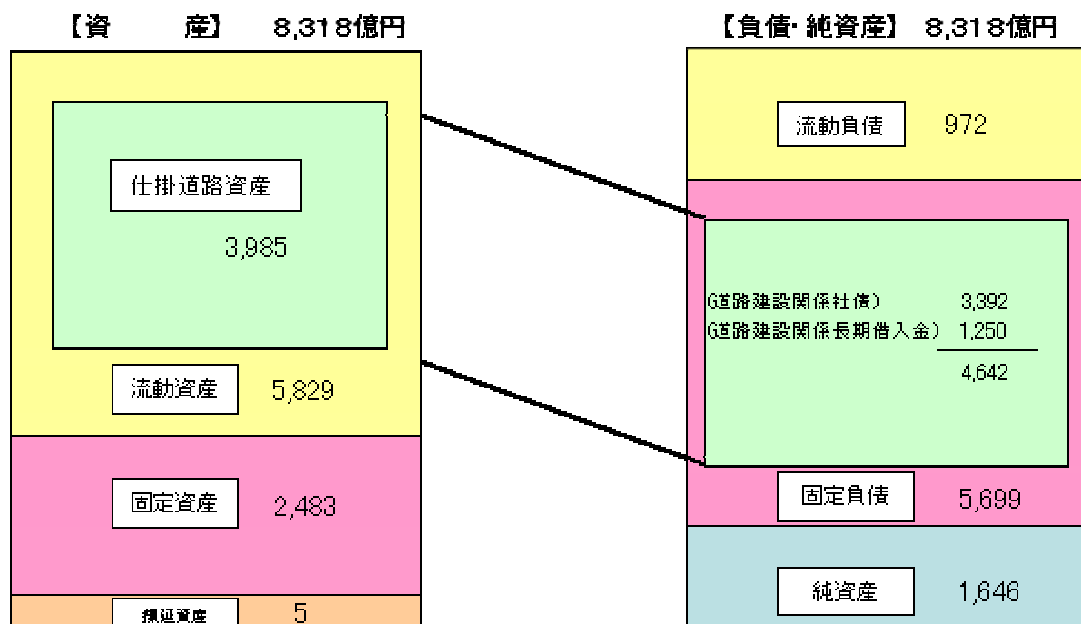 【資　　　産】　8,318億円
仕掛道路資産
3,985
流動資産　5,829
固定資産　2,483
繰延資産　5
【負債・純資産】　8,318億円
流動負債　972
(道路建設関係社債)　3,392
(道路建設関係長期借入金)　1,250
4,642
固定負債　5,699
純資産　1,646